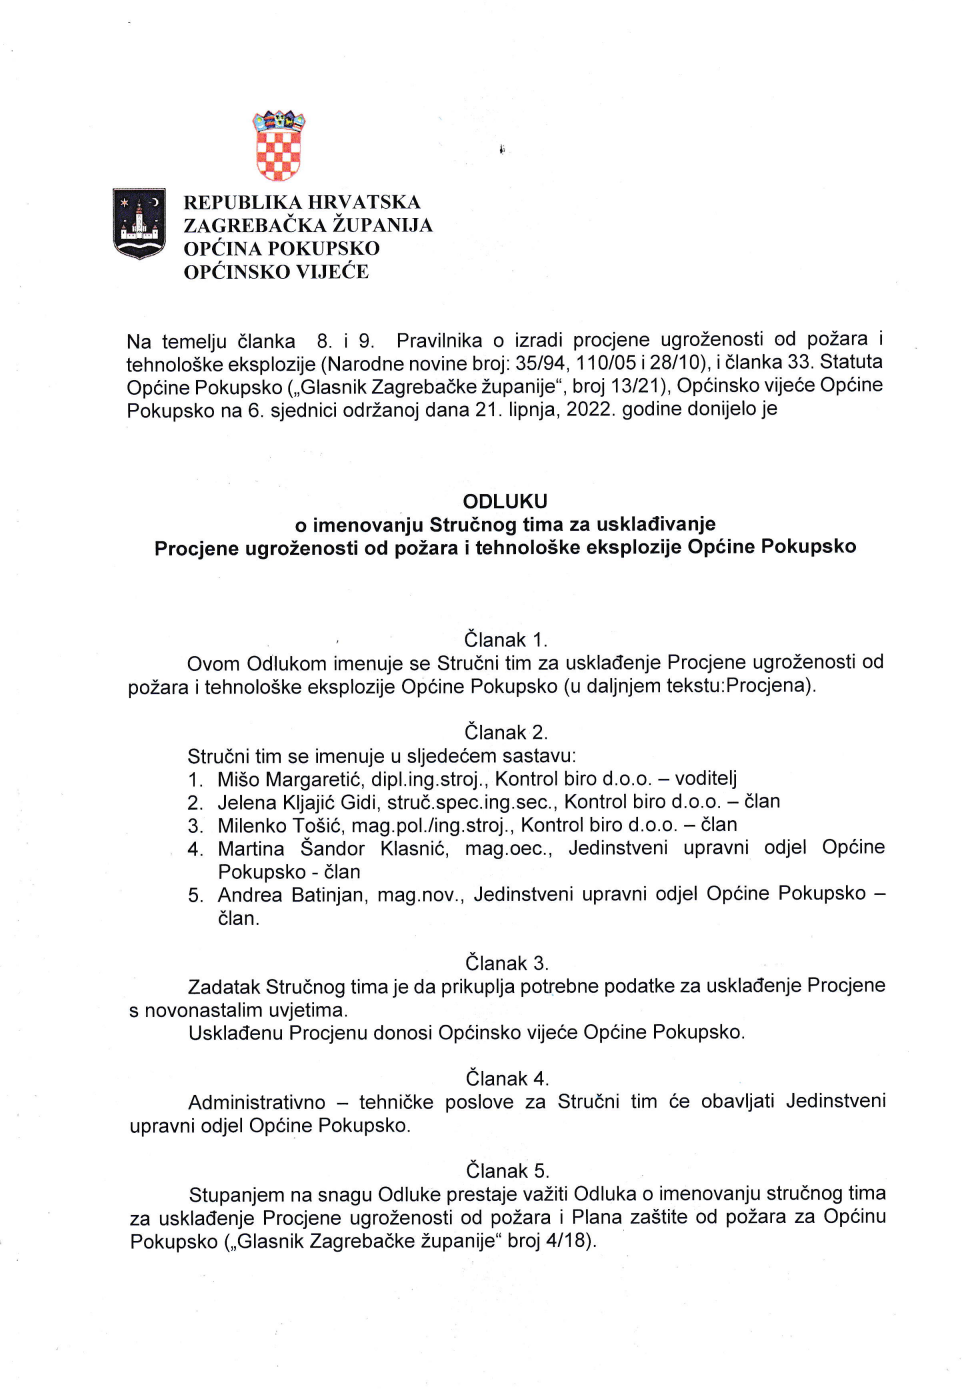 REPUBLIKA HRVATSKA
ZAGREBAČKA ŽUPANIJA
OPĆINA POKUPSKO
OPĆINSKO VIJEĆE
Na temelju članka 8. i 9. Pravilnika o izradi procjene ugroženosti od požara i
tehnološke eksplozije (Narodne novine broj: 35/94, 110/05 i 28/10), i članka 33. Statuta
Općine Pokupsko („Glasnik Zagrebačke županije“, broj 13/21), Općinsko vijeće Općine
Pokupsko na 6. sjednici održanoj dana 21. lipnja, 2022. godine donijelo je
ODLUKU
o imenovanju Stručnog tima za usklađivanje
Procjene ugroženosti od požara i tehnološke eksplozije Općine Pokupsko
Članak 1.
Ovom Odlukom imenuje se Stručni tim za usklađenje Procjene ugroženosti od
požara i tehnološke eksplozije Općine Pokupsko (u daljnjem tekstu:Procjena).
Članak 2.
Stručni tim se imenuje u sljedećem sastavu:
1. Mišo Margaretić, dipl.ing.stroj., Kontrol biro d.o.o. – voditelj
2. Jelena Kljajić Gidi, struč.spec.ing.sec., Kontrol biro d.o.o. – član
3. Milenko Tošić, mag.pol./ing.stroj., Kontrol biro d.o.o. – član
4. Martina Šandor Klasnić, mag.oec., Jedinstveni upravni odjel Općine
Pokupsko - član
5. Andrea Batinjan, mag.nov., Jedinstveni upravni odjel Općine Pokupsko –
član.
Članak 3.
Zadatak Stručnog tima je da prikuplja potrebne podatke za usklađenje Procjene
s novonastalim uvjetima.
Usklađenu Procjenu donosi Općinsko vijeće Općine Pokupsko.
Članak 4.
Administrativno – tehničke poslove za Stručni tim će obavljati Jedinstveni
upravni odjel Općine Pokupsko.
Članak 5.
Stupanjem na snagu Odluke prestaje važiti Odluka o imenovanju stručnog tima
za usklađenje Procjene ugroženosti od požara i Plana zaštite od požara za Općinu
Pokupsko („Glasnik Zagrebačke županije“ broj 4/18).